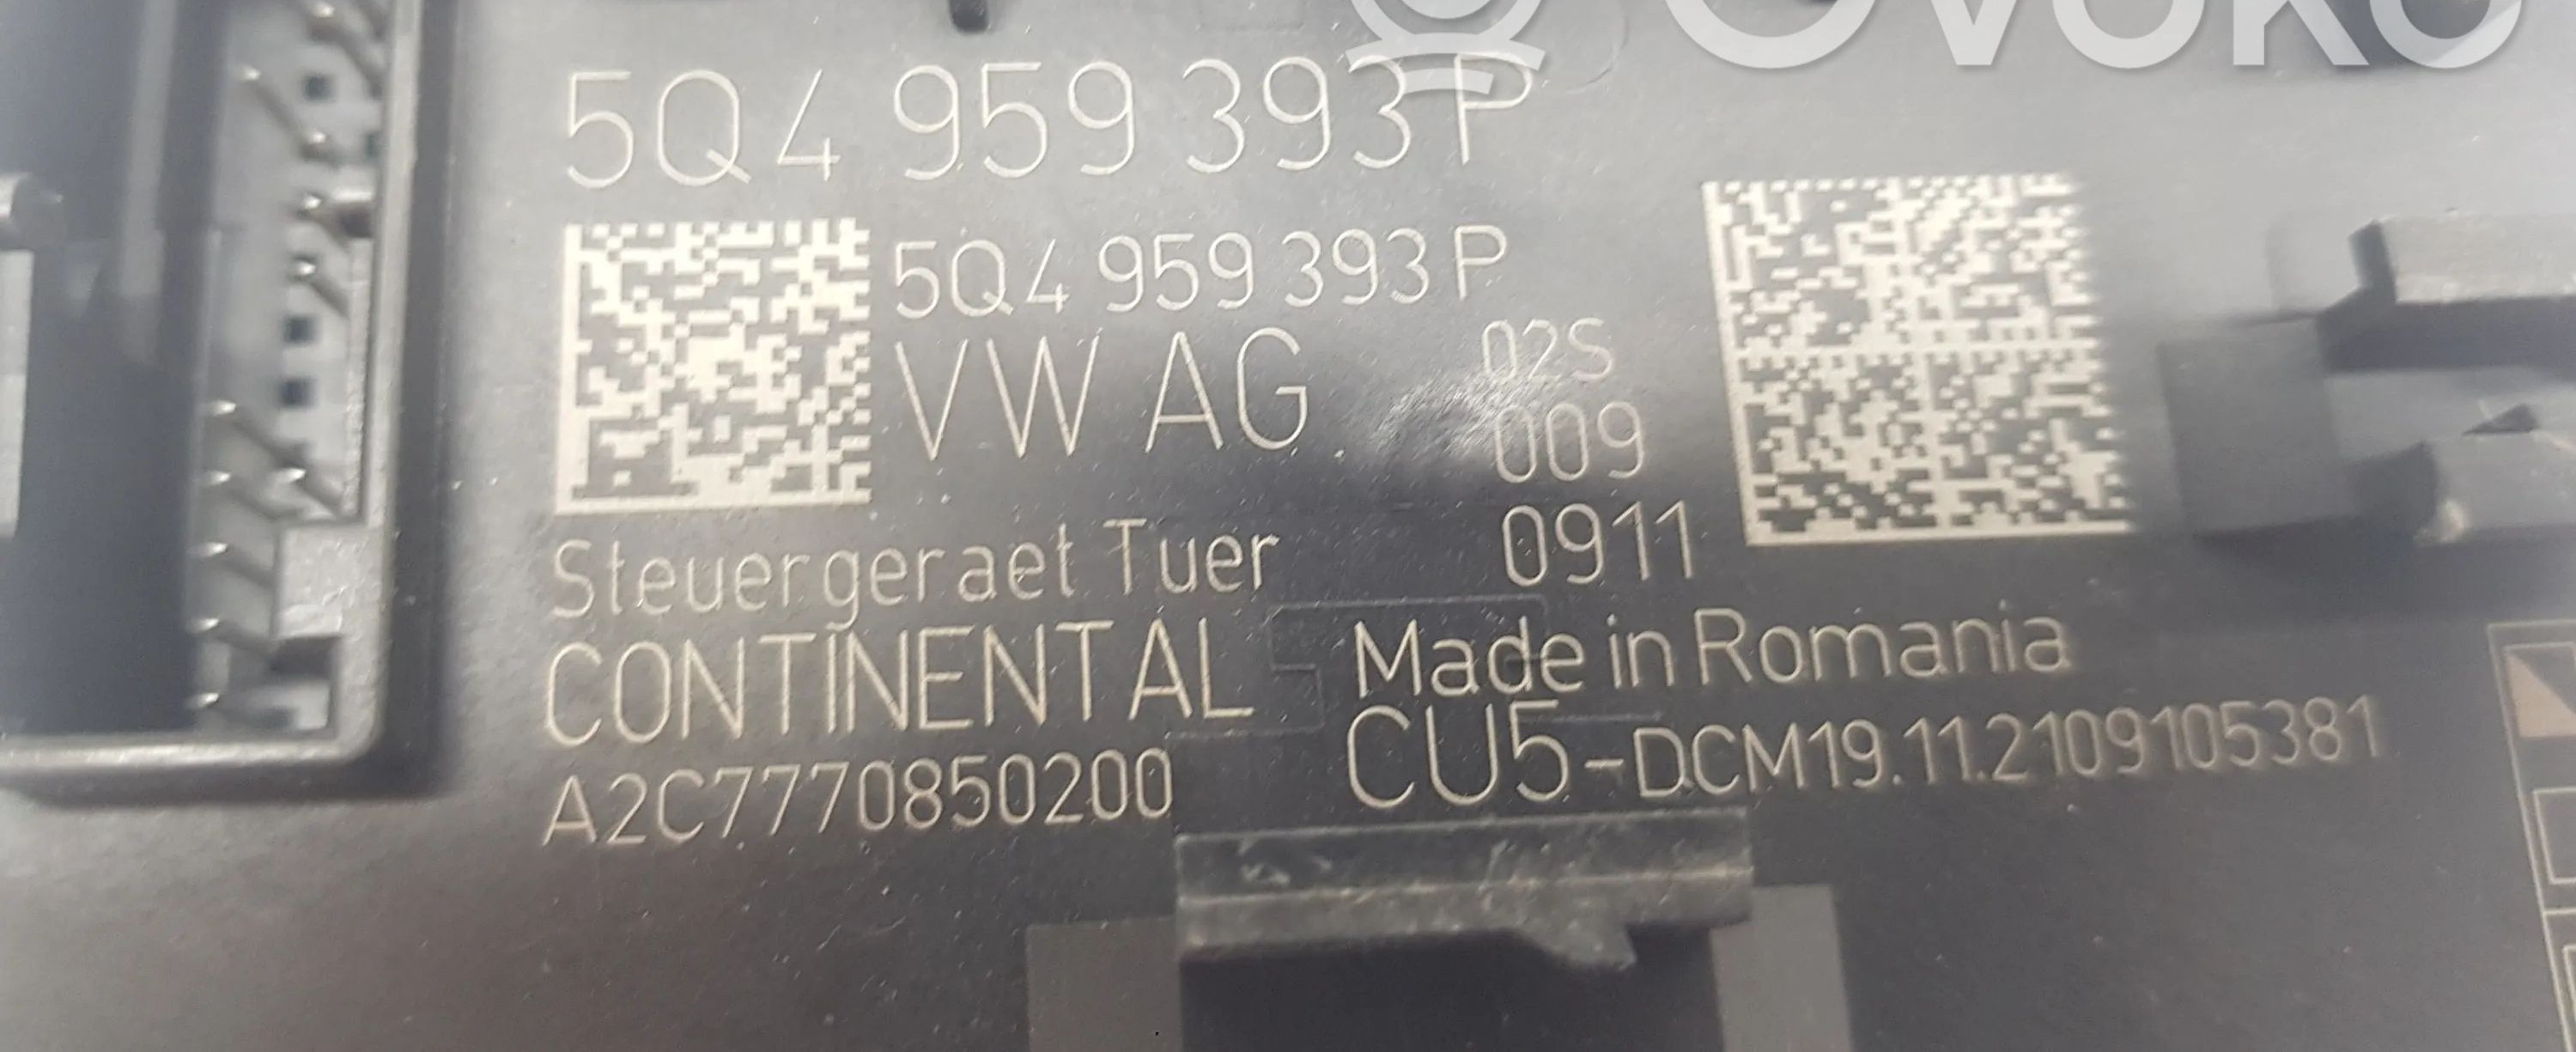 OVOKO
5Q4 959 393 P
5Q4 959 393 P
VW AG
02S
009
0911
Steuergeraet Tuer
CONTINENTAL
Made in Romania
A2C7770850200
CU5-DCM19.11.2109105381